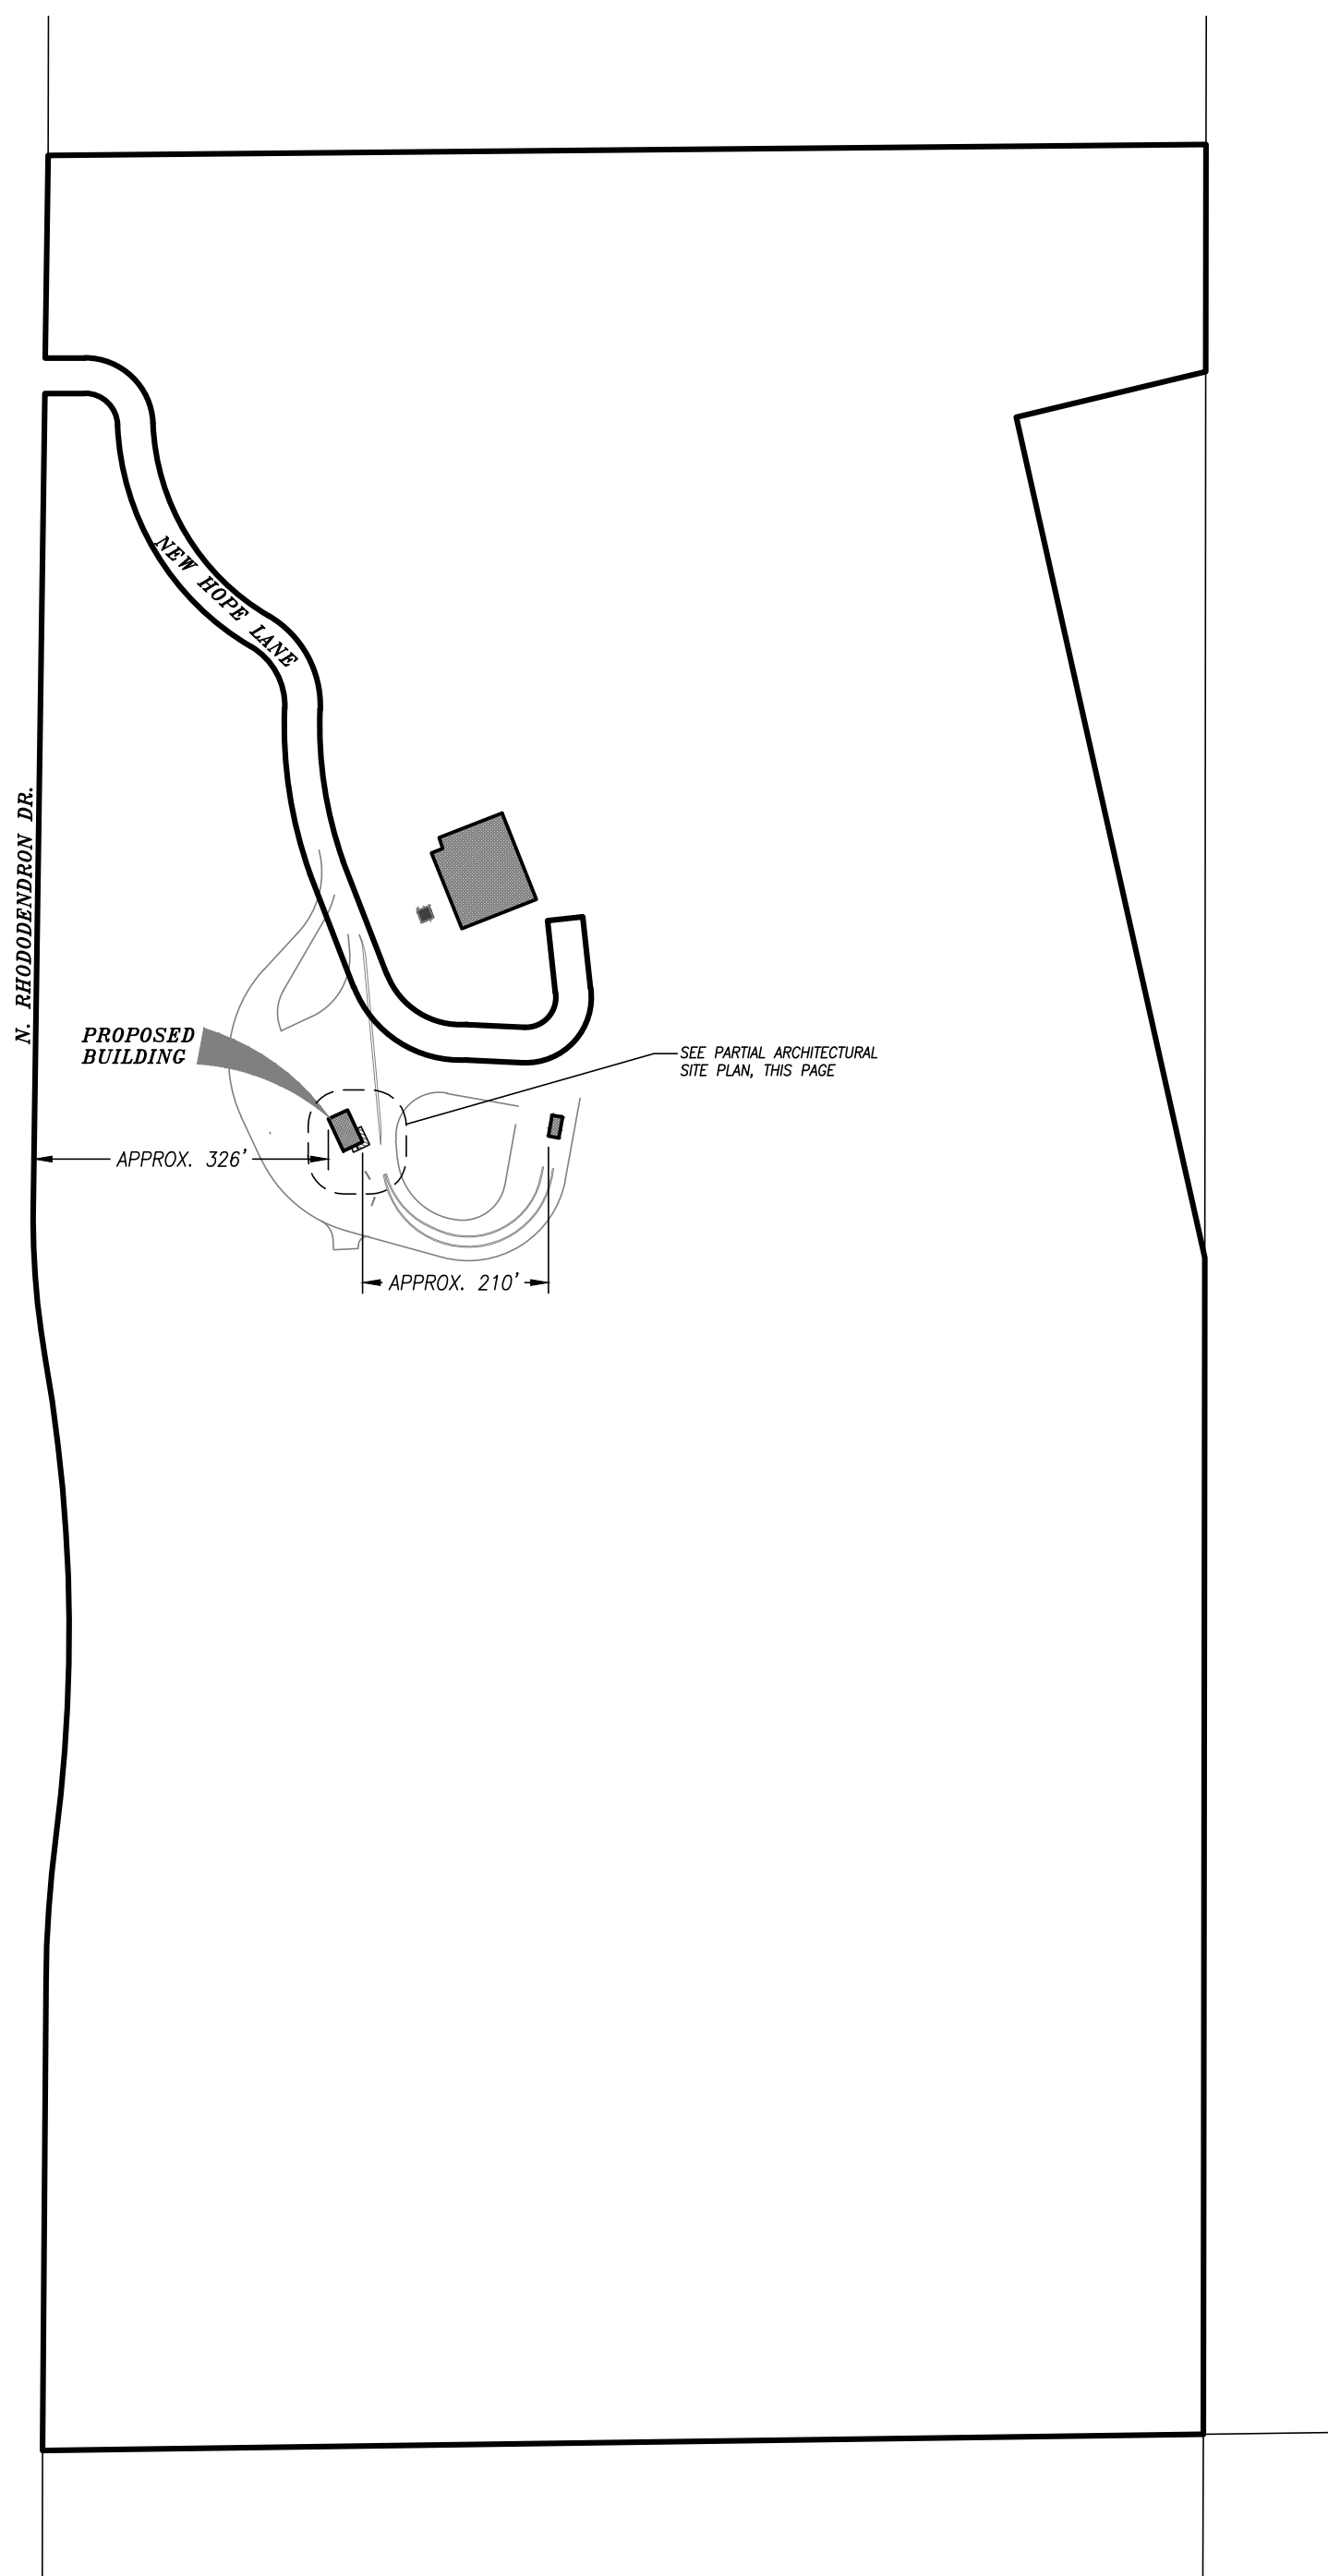 NEW HOPE LANE
N. RHODODENDRON DR.
PROPOSED
BUILDING
SEE PARTIAL ARCHITECTURAL
SITE PLAN, THIS PAGE
APPROX. 326'
APPROX. 210'